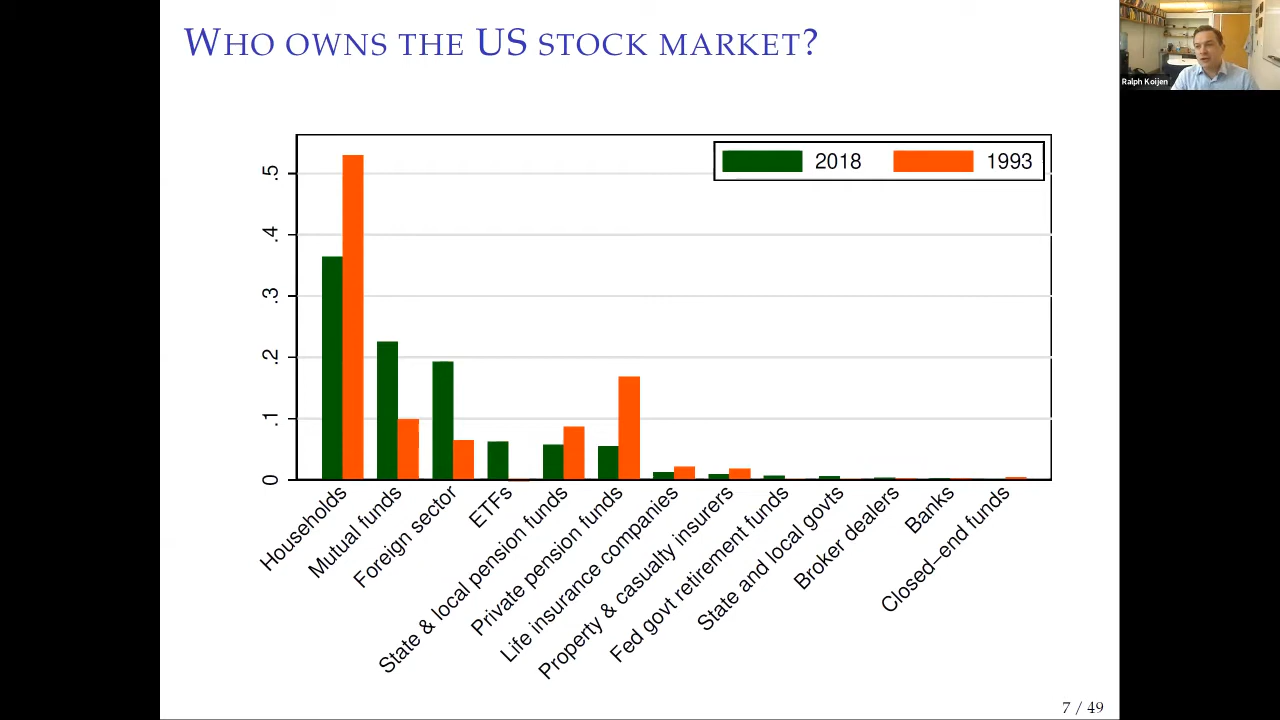 WHO OWNS THE US STOCK MARKET?
Ralph Koijen
2018 1993
.5
.4
.3
.2
.1
0
Households
Mutual funds
Foreign sector
ETFs
State & local pension funds
Private pension funds
Life insurance companies
Property & casualty insurers
Fed govt retirement funds
State and local govts
Broker dealers
Banks
Closed−end funds
7 / 49